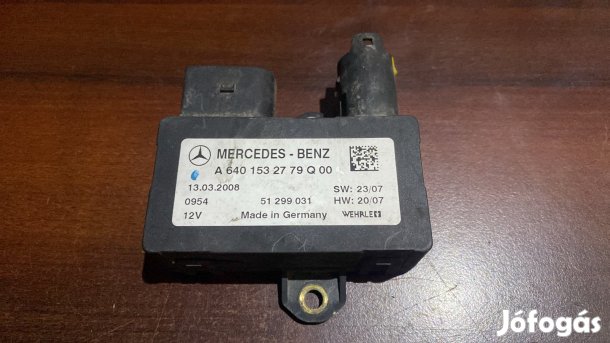 MERCEDES - BENZ
A 640 153 27 79 Q 00
13.03.2008 SW: 23/07
0954 51 299 031 HW: 20/07
12V Made in Germany WEHRLE
Jófogás